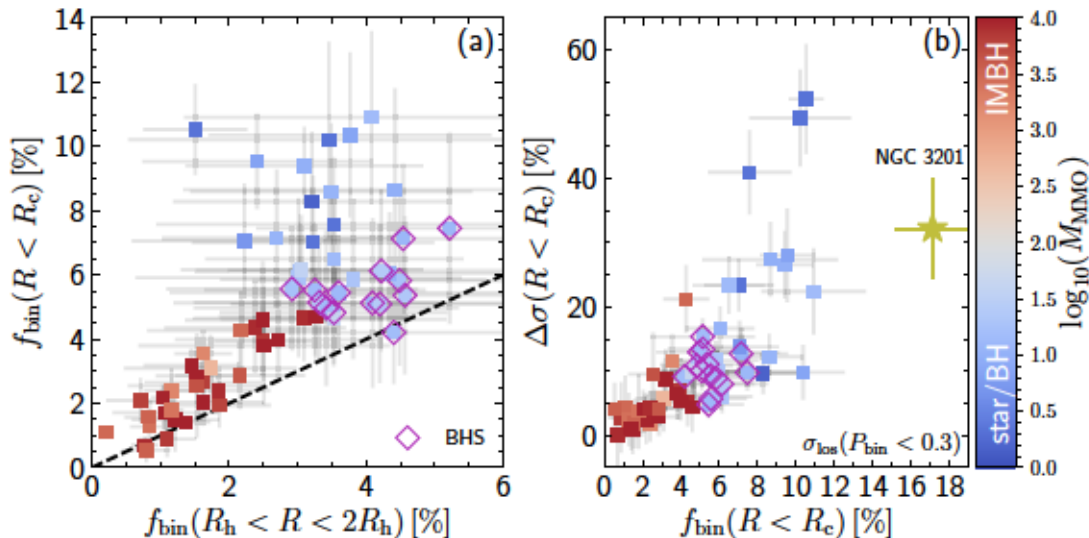 (a)
14
12
10
8
6
4
2
0
f_bin(R < R_c) [%]
0 2 4 6
f_bin(R_h < R < 2R_h) [%]
BHS
(b)
60
40
20
0
Δσ(R < R_c) [%]
0 2 4 6 8 10 12 14 16 18
f_bin(R < R_c) [%]
NGC 3201
σ_los(P_bin < 0.3)
IMBH
star/BH
4.0
3.5
3.0
2.5
2.0
1.5
1.0
0.5
0.0
log_10(M_MMO)